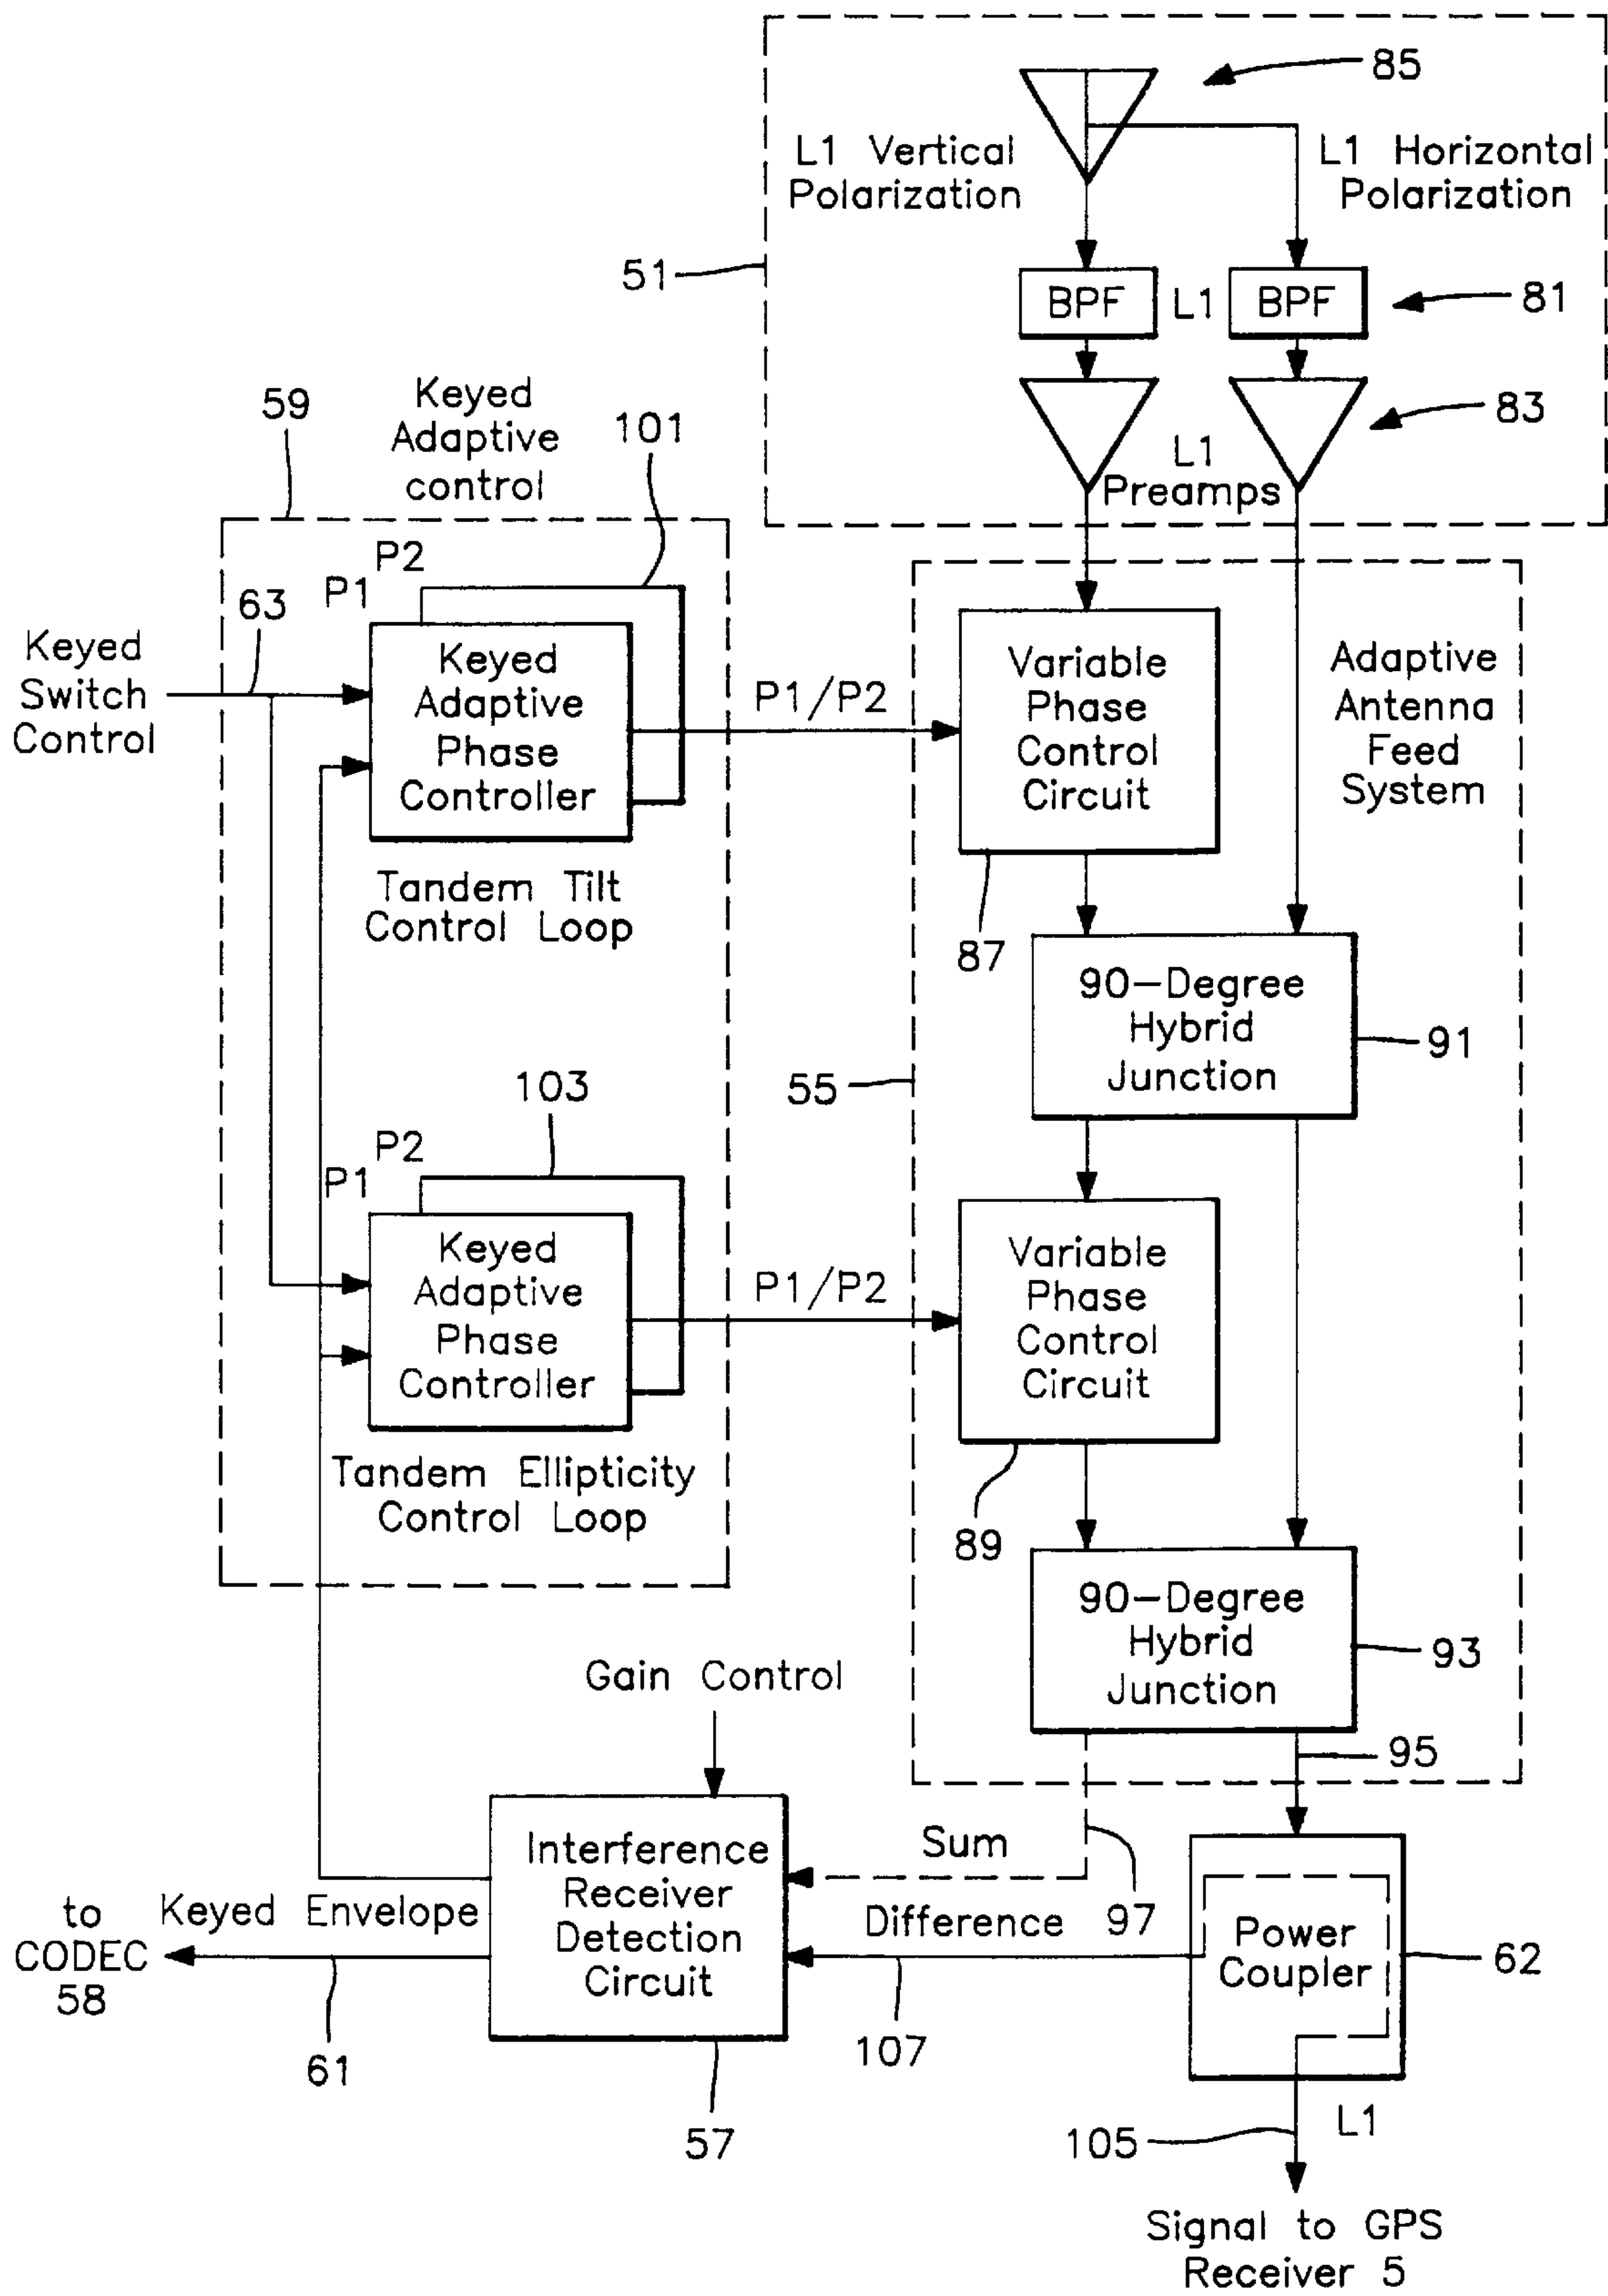 85
L1 Vertical
Polarization
L1 Horizontal
Polarization
51
BPF
L1
BPF
81
83
L1
Preamps
59
Keyed
Adaptive
control
101
P2
P1
63
Keyed
Switch
Control
Keyed
Adaptive
Phase
Controller
P1/P2
Variable
Phase
Control
Circuit
Adaptive
Antenna
Feed
System
Tandem Tilt
Control Loop
87
90-Degree
Hybrid
Junction
91
55
103
P2
P1
Keyed
Adaptive
Phase
Controller
P1/P2
Variable
Phase
Control
Circuit
Tandem Ellipticity
Control Loop
89
90-Degree
Hybrid
Junction
93
Gain Control
95
Interference
Receiver
Detection
Circuit
Sum
97
Difference
Power
Coupler
62
to
CODEC
58
Keyed Envelope
61
107
57
105
L1
Signal to GPS
Receiver 5